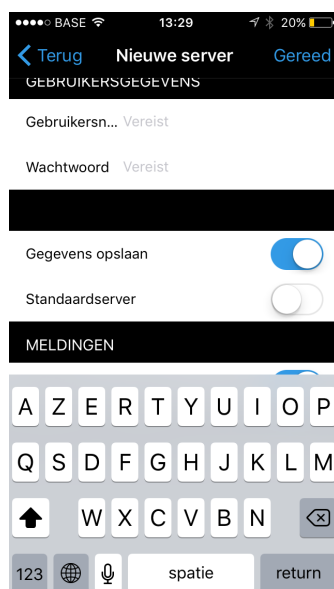 BASE 13:29 20%
Terug Nieuwe server Gereed
GEBRUIKERSGEGEVENS
Gebruikersn... Vereist
Wachtwoord Vereist
Gegevens opslaan
Standaardserver
MELDINGEN
A Z E R T Y U I O P
Q S D F G H J K L M
W X C V B N
123 spatie return